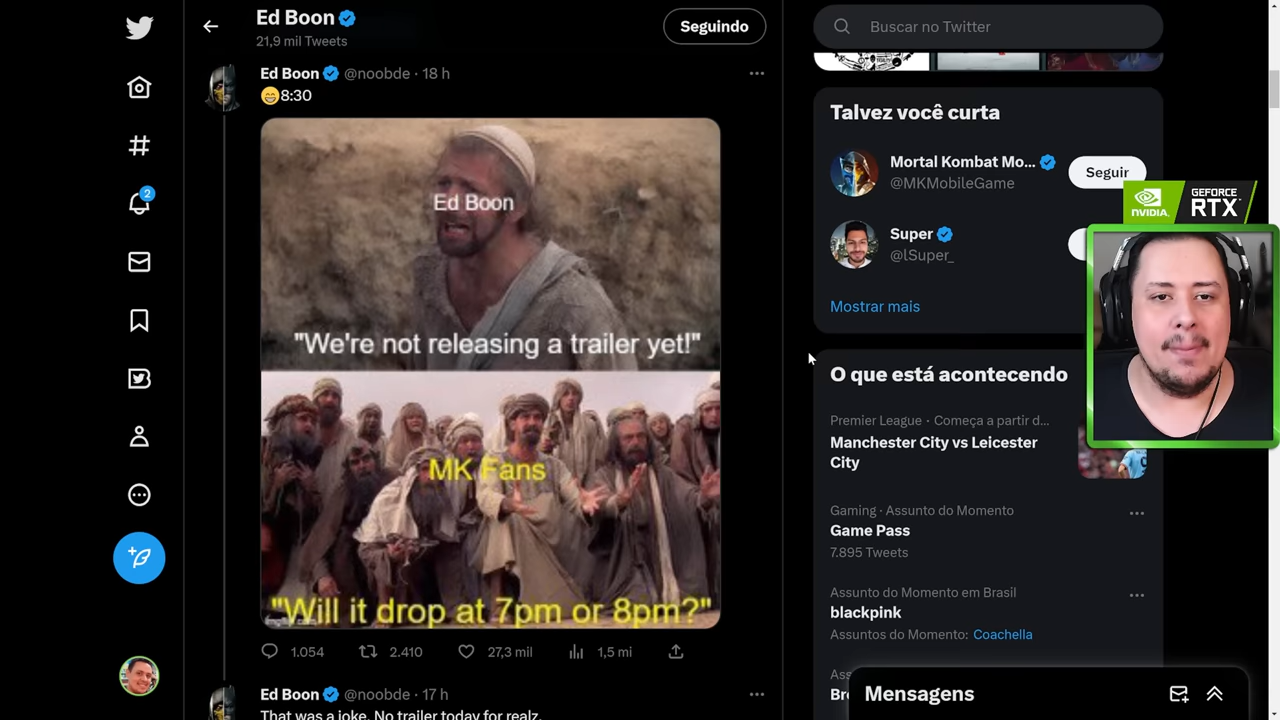 Ed Boon
21,9 mil Tweets
Seguindo
Ed Boon @noobde · 18 h
😁8:30
Ed Boon
"We're not releasing a trailer yet!"
MK Fans
"Will it drop at 7pm or 8pm?"
1.054 2.410 27,3 mil 1,5 mi
Ed Boon @noobde · 17 h
That was a joke. No trailer today for realz.
2
Buscar no Twitter
Talvez você curta
Mortal Kombat Mo...
@MKMobileGame
Seguir
Super
@lSuper_
Mostrar mais
NVIDIA.
GEFORCE
RTX
O que está acontecendo
Premier League · Começa a partir d...
Manchester City vs Leicester
City
Gaming · Assunto do Momento
Game Pass
7.895 Tweets
Assunto do Momento em Brasil
blackpink
Assuntos do Momento: Coachella
Mensagens